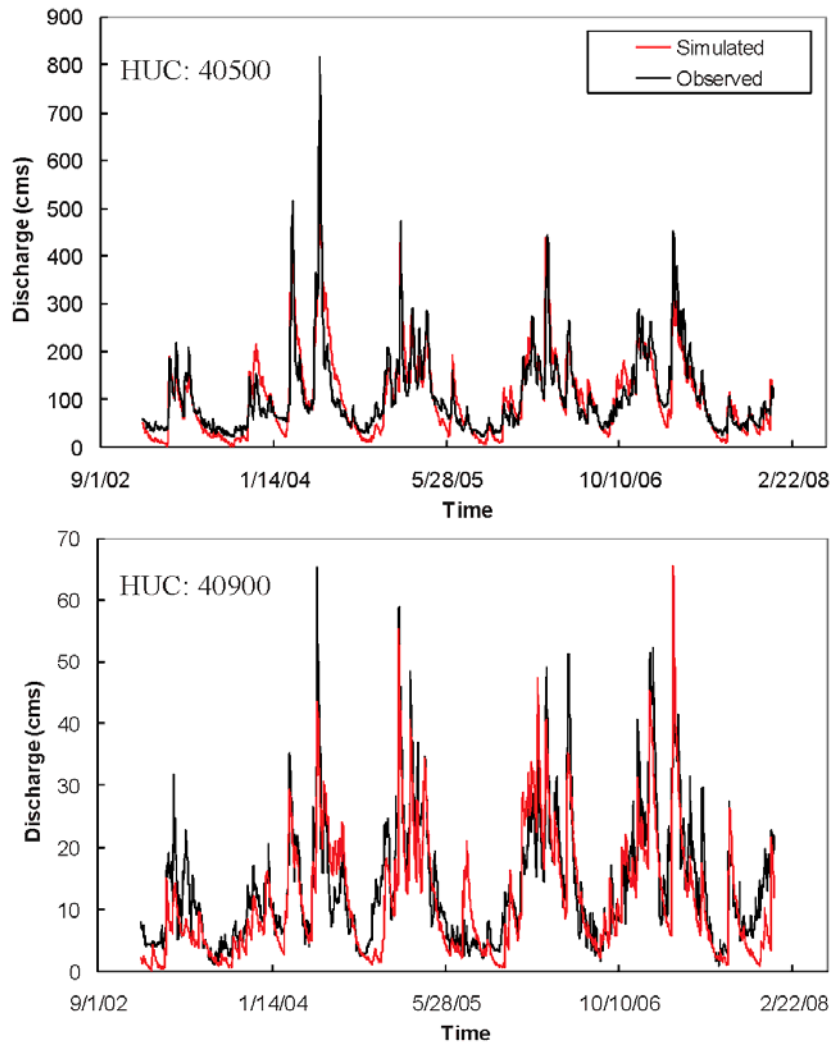 900
800
700
600
500
400
300
200
100
0
Discharge (cms)
HUC: 40500
Simulated
Observed
9/1/02 1/14/04 5/28/05 10/10/06 2/22/08
Time
70
60
50
40
30
20
10
0
Discharge (cms)
HUC: 40900
9/1/02 1/14/04 5/28/05 10/10/06 2/22/08
Time